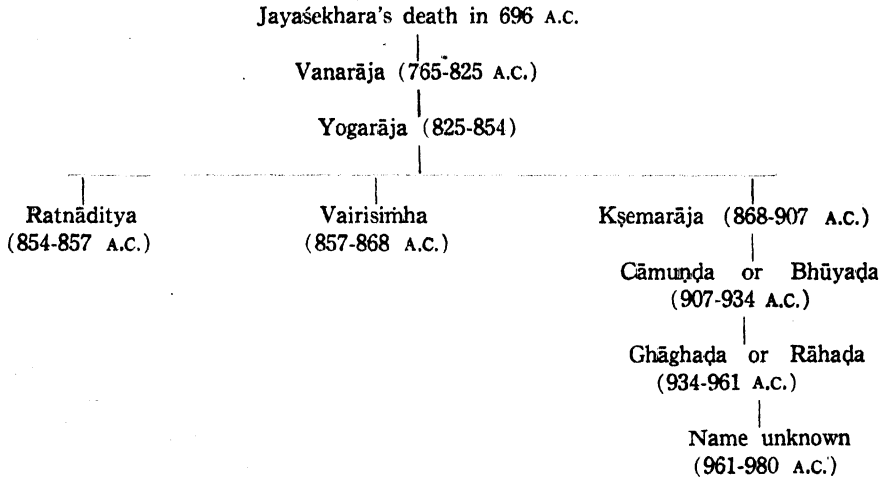 Jayaśekhara's death in 696 A.C.
Vanarāja (765-825 A.C.)
Yogarāja (825-854)
Ratnāditya
(854-857 A.C.)
Vairisiṁha
(857-868 A.C.)
Kṣemarāja (868-907 A.C.)
Cāmuṇḍa or Bhūyaḍa
(907-934 A.C.)
Ghāghaḍa or Rāhaḍa
(934-961 A.C.)
Name unknown
(961-980 A.C.)